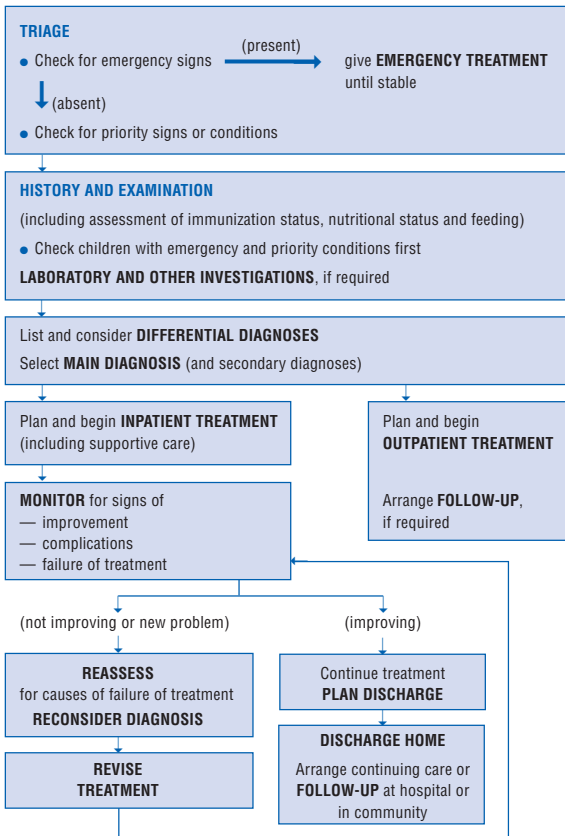 TRIAGE
● Check for emergency signs
(present)
give EMERGENCY TREATMENT
until stable
(absent)
● Check for priority signs or conditions
HISTORY AND EXAMINATION
(including assessment of immunization status, nutritional status and feeding)
● Check children with emergency and priority conditions first
LABORATORY AND OTHER INVESTIGATIONS, if required
List and consider DIFFERENTIAL DIAGNOSES
Select MAIN DIAGNOSIS (and secondary diagnoses)
Plan and begin INPATIENT TREATMENT
(including supportive care)
Plan and begin
OUTPATIENT TREATMENT
Arrange FOLLOW-UP,
if required
MONITOR for signs of
— improvement
— complications
— failure of treatment
(not improving or new problem)
(improving)
REASSESS
for causes of failure of treatment
RECONSIDER DIAGNOSIS
Continue treatment
PLAN DISCHARGE
REVISE
TREATMENT
DISCHARGE HOME
Arrange continuing care or
FOLLOW-UP at hospital or
in community